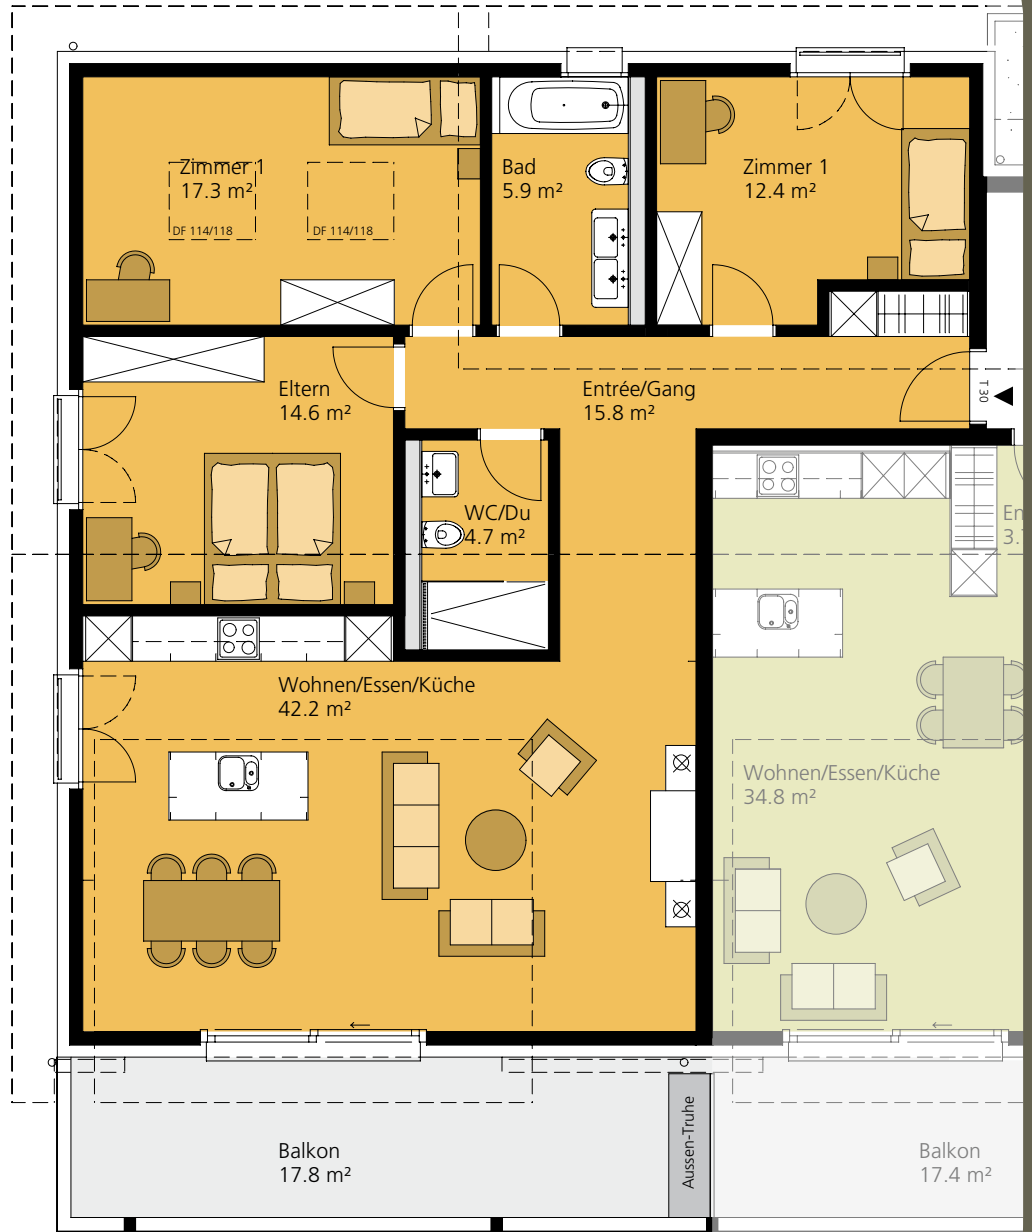 Zimmer 1
17.3 m²
DF 114/118
DF 114/118
Bad
5.9 m²
Zimmer 1
12.4 m²
Eltern
14.6 m²
Entrée/Gang
15.8 m²
T 30
WC/Du
4.7 m²
En
3.
Wohnen/Essen/Küche
42.2 m²
Wohnen/Essen/Küche
34.8 m²
Aussen-Truhe
Balkon
17.8 m²
Balkon
17.4 m²